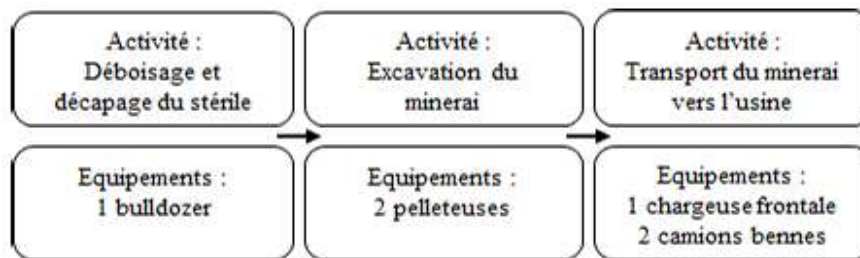 Activité :
Déboisage et
décapage du stérile
Activité :
Excavation du
minerai
Activité :
Transport du minerai
vers l'usine
Equipements :
1 bulldozer
Equipements :
2 pelleteuses
Equipements :
1 chargeuse frontale
2 camions bennes